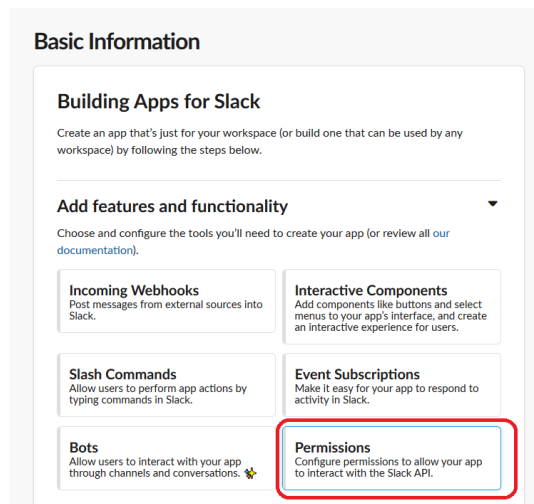 Basic Information
Building Apps for Slack
Create an app that's just for your workspace (or build one that can be used by any
workspace) by following the steps below.
Add features and functionality
Choose and configure the tools you'll need to create your app (or review all our
documentation).
Incoming Webhooks
Post messages from external sources into
Slack.
Interactive Components
Add components like buttons and select
menus to your app's interface, and create
an interactive experience for users.
Slash Commands
Allow users to perform app actions by
typing commands in Slack.
Event Subscriptions
Make it easy for your app to respond to
activity in Slack.
Bots
Allow users to interact with your app
through channels and conversations.
Permissions
Configure permissions to allow your app
to interact with the Slack API.